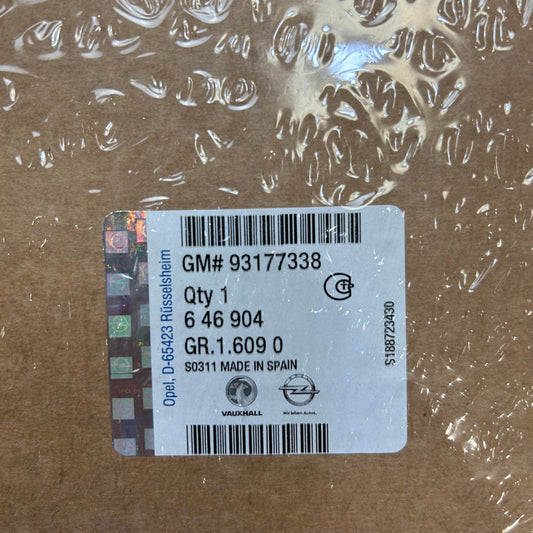 GM# 93177338
Qty 1
6 46 904
GR.1.609 0
S0311 MADE IN SPAIN
VAUXHALL
Wir leben Autos.
Opel, D-65423 Rüsselsheim
S188723430